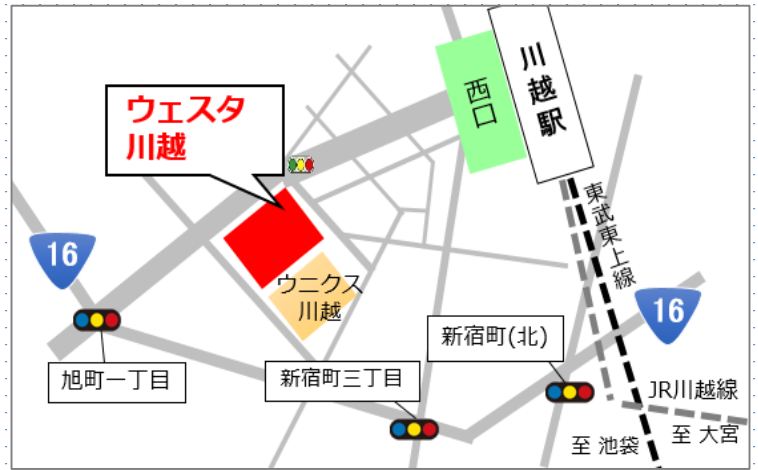 川越駅
西口
ウェスタ
川越
東武東上線
16
ウニクス
川越
16
新宿町(北)
旭町一丁目
新宿町三丁目
JR川越線
至 池袋
至 大宮